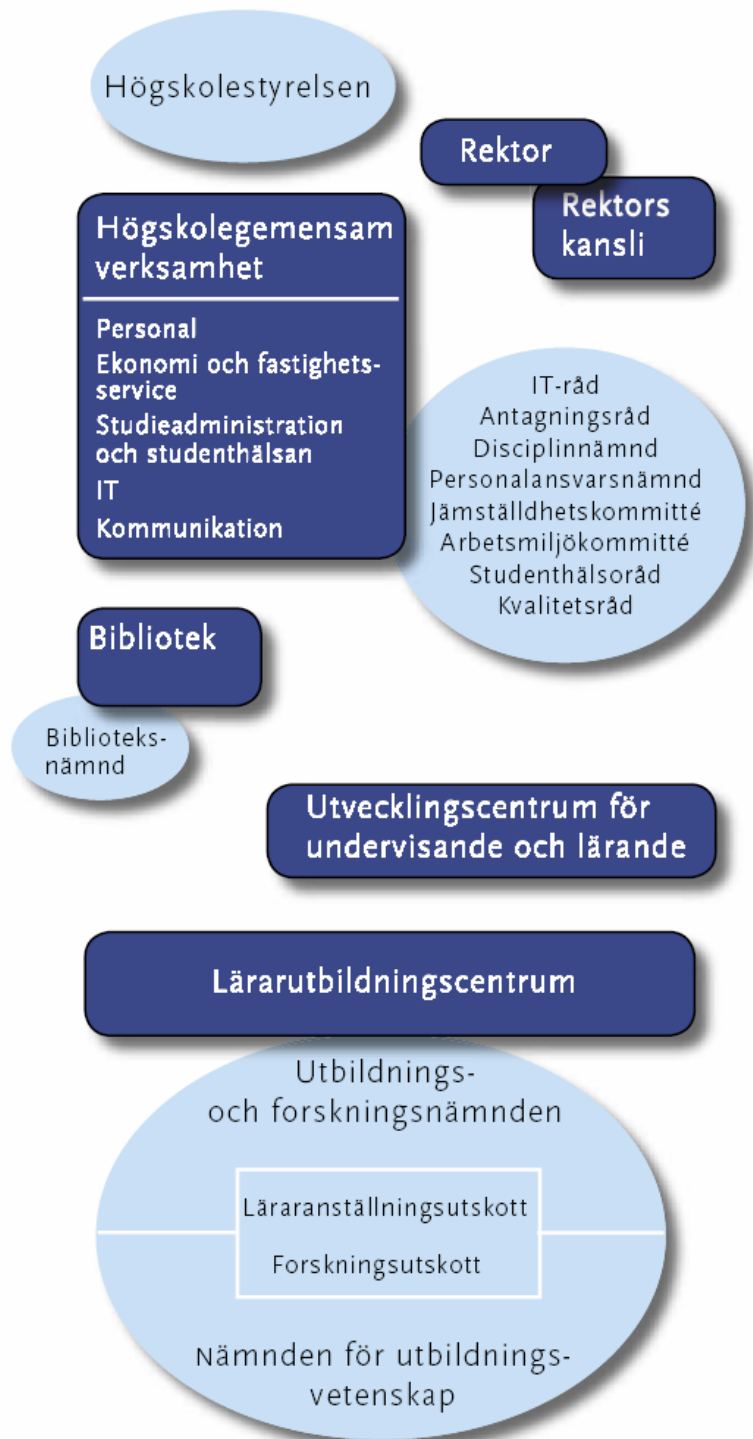 Högskolestyrelsen
Rektor
Rektors
kansli
Högskolegemensam
verksamhet
Personal
Ekonomi och fastighets-
service
Studieadministration
och studenthälsan
IT
Kommunikation
IT-råd
Antagningsråd
Disciplinnämnd
Personalansvarsnämnd
Jämställdhetskommitté
Arbetsmiljökommitté
Studenthälsoråd
Kvalitetsråd
Bibliotek
Biblioteks-
nämnd
Utvecklingscentrum för
undervisande och lärande
Lärarutbildningscentrum
Utbildnings-
och forskningsnämnden
Läraranställningsutskott
Forskningsutskott
Nämnden för utbildnings-
vetenskap